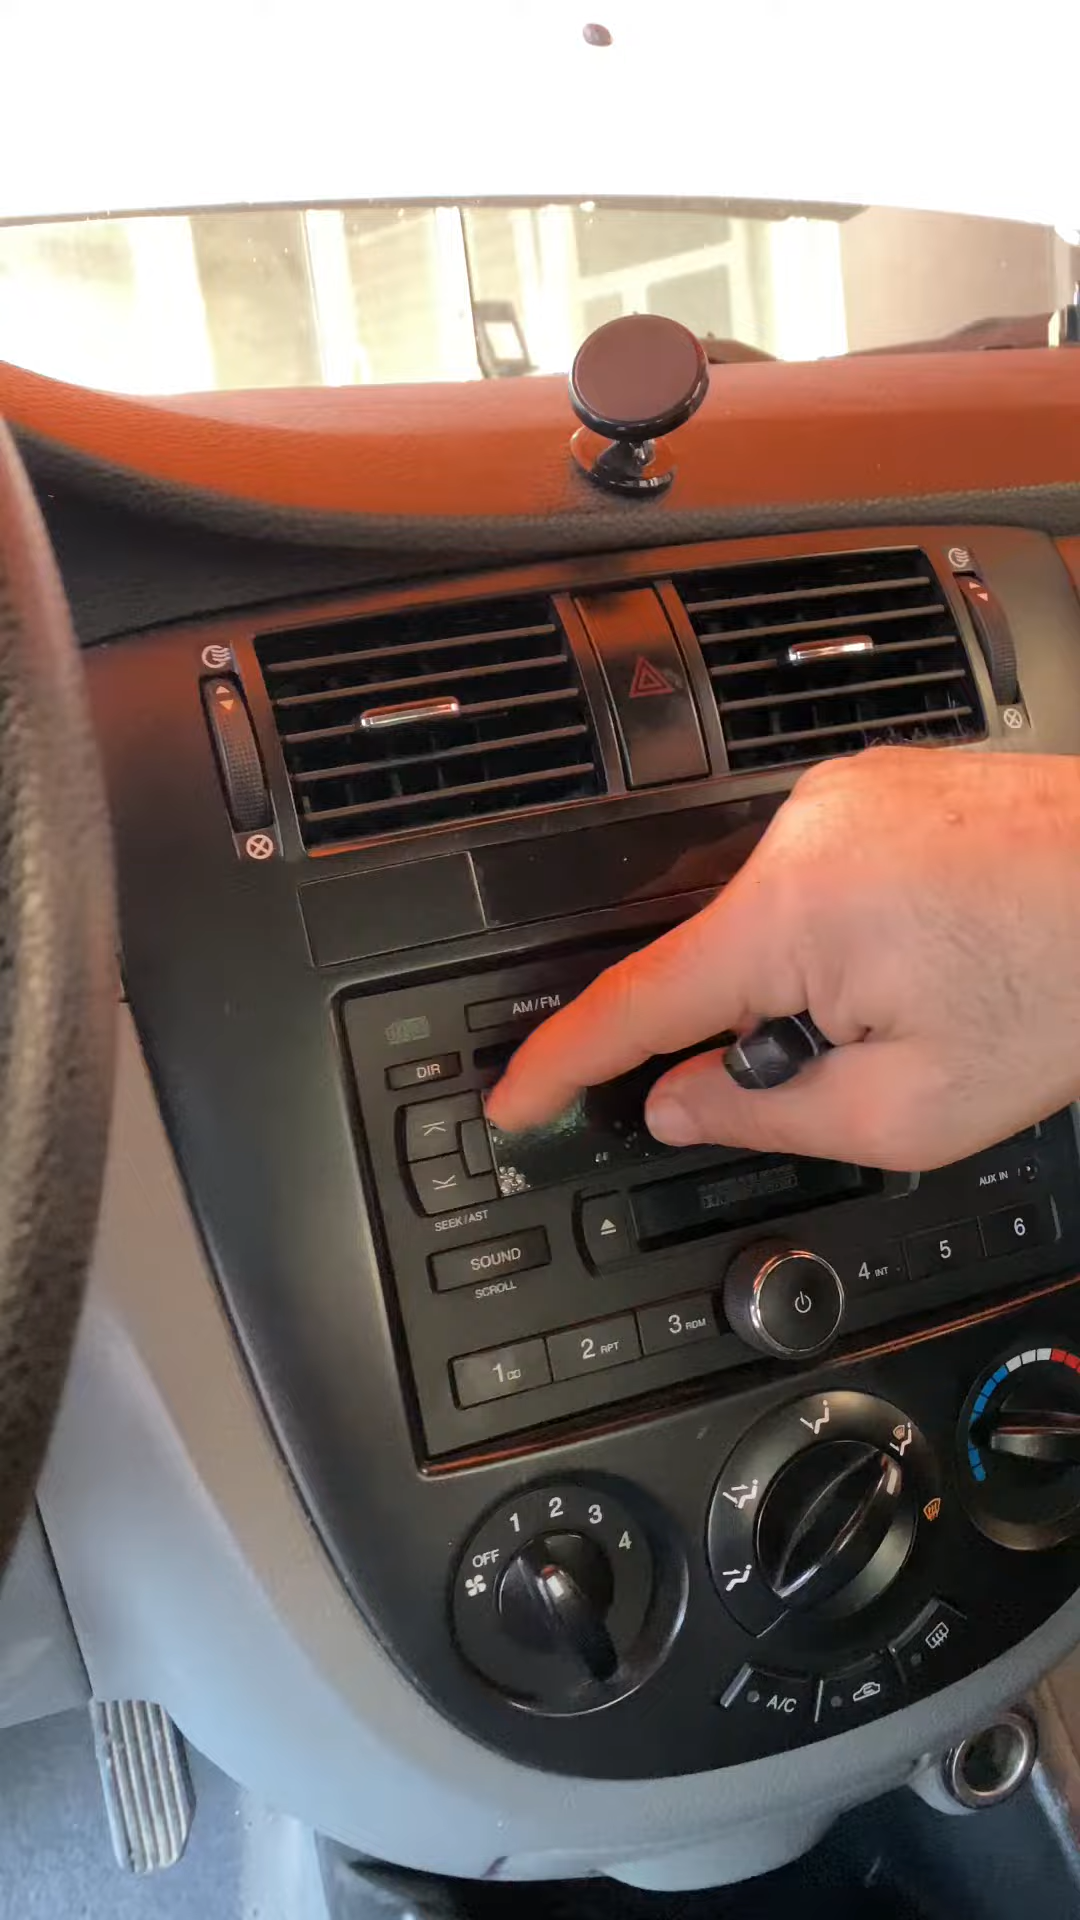 AM/FM
DIR
SEEK/AST
SOUND
SCROLL
AUX IN
1
2 RPT
3 RDM
4 INT
5
6
OFF
1
2
3
4
A/C